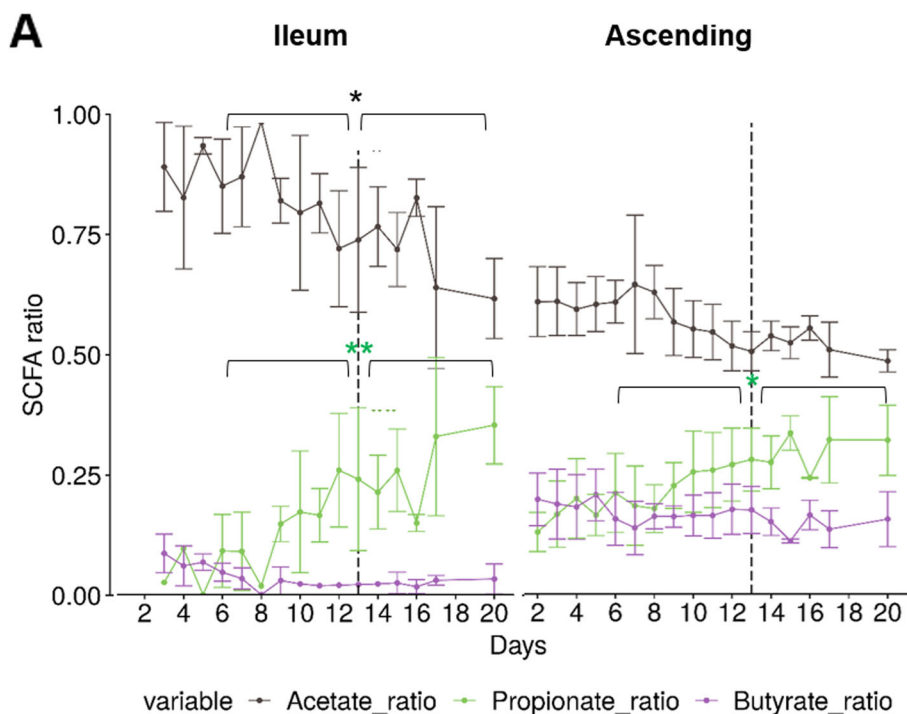 A
Ileum
Ascending
*
1.00
0.75
SCFA ratio
0.50
**
*
0.25
0.00
2 4 6 8 10 12 14 16 18 20
2 4 6 8 10 12 14 16 18 20
Days
variable Acetate_ratio Propionate_ratio Butyrate_ratio